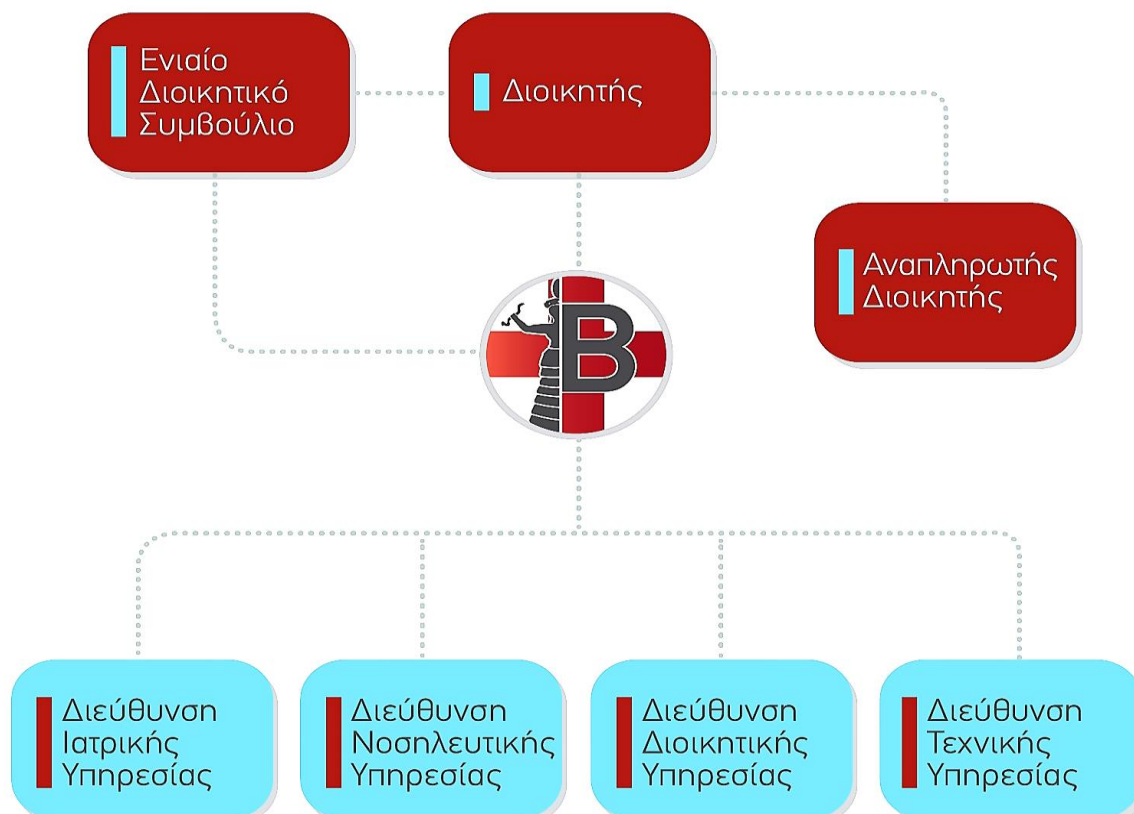 Ενιαίο
Διοικητικό
Συμβούλιο
Διοικητής
Αναπληρωτής
Διοικητής
Β
Διεύθυνση
Ιατρικής
Υπηρεσίας
Διεύθυνση
Νοσηλευτικής
Υπηρεσίας
Διεύθυνση
Διοικητικής
Υπηρεσίας
Διεύθυνση
Τεχνικής
Υπηρεσίας